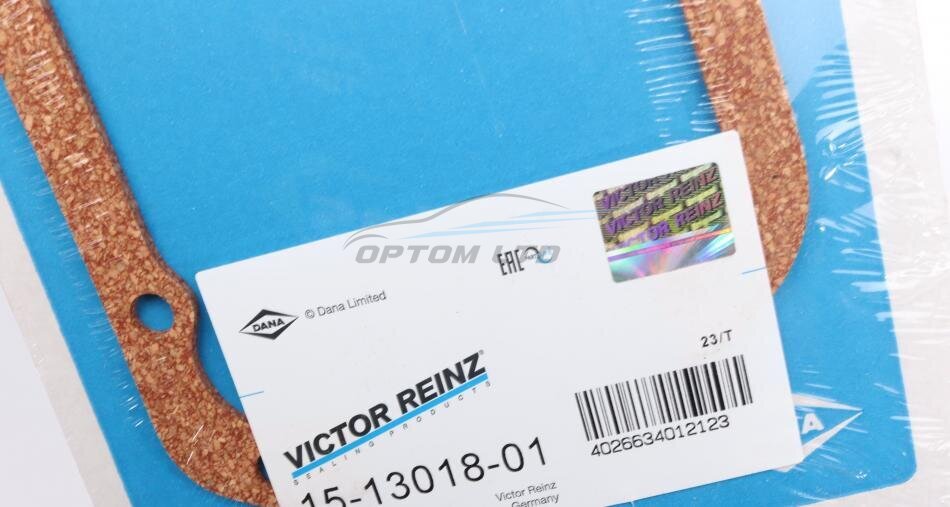 VICTOR REINZ
VICTOR REINZ
VICTOR REINZ
OPTOM
EAC
DANA
© Dana Limited
23/T
VICTOR REINZ®
SEALING PRODUCTS
4026634012123
15-13018-01
Victor Reinz
Germany